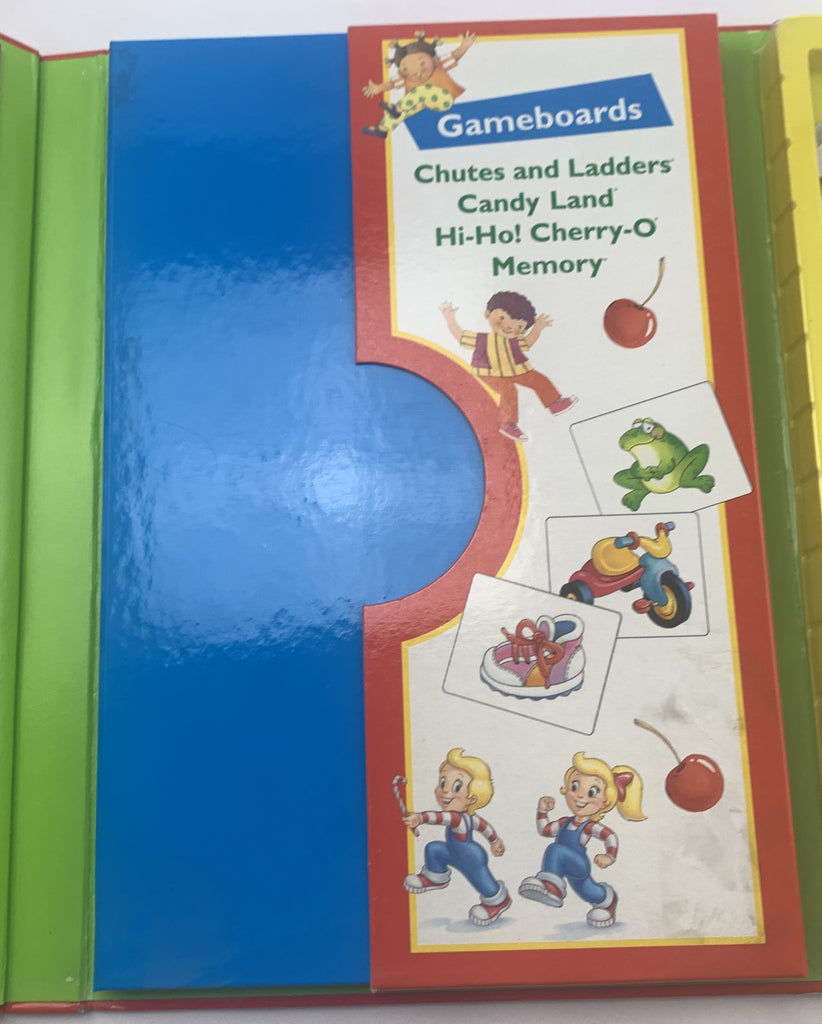 Gameboards
Chutes and Ladders
Candy Land
Hi-Ho! Cherry-O
Memory